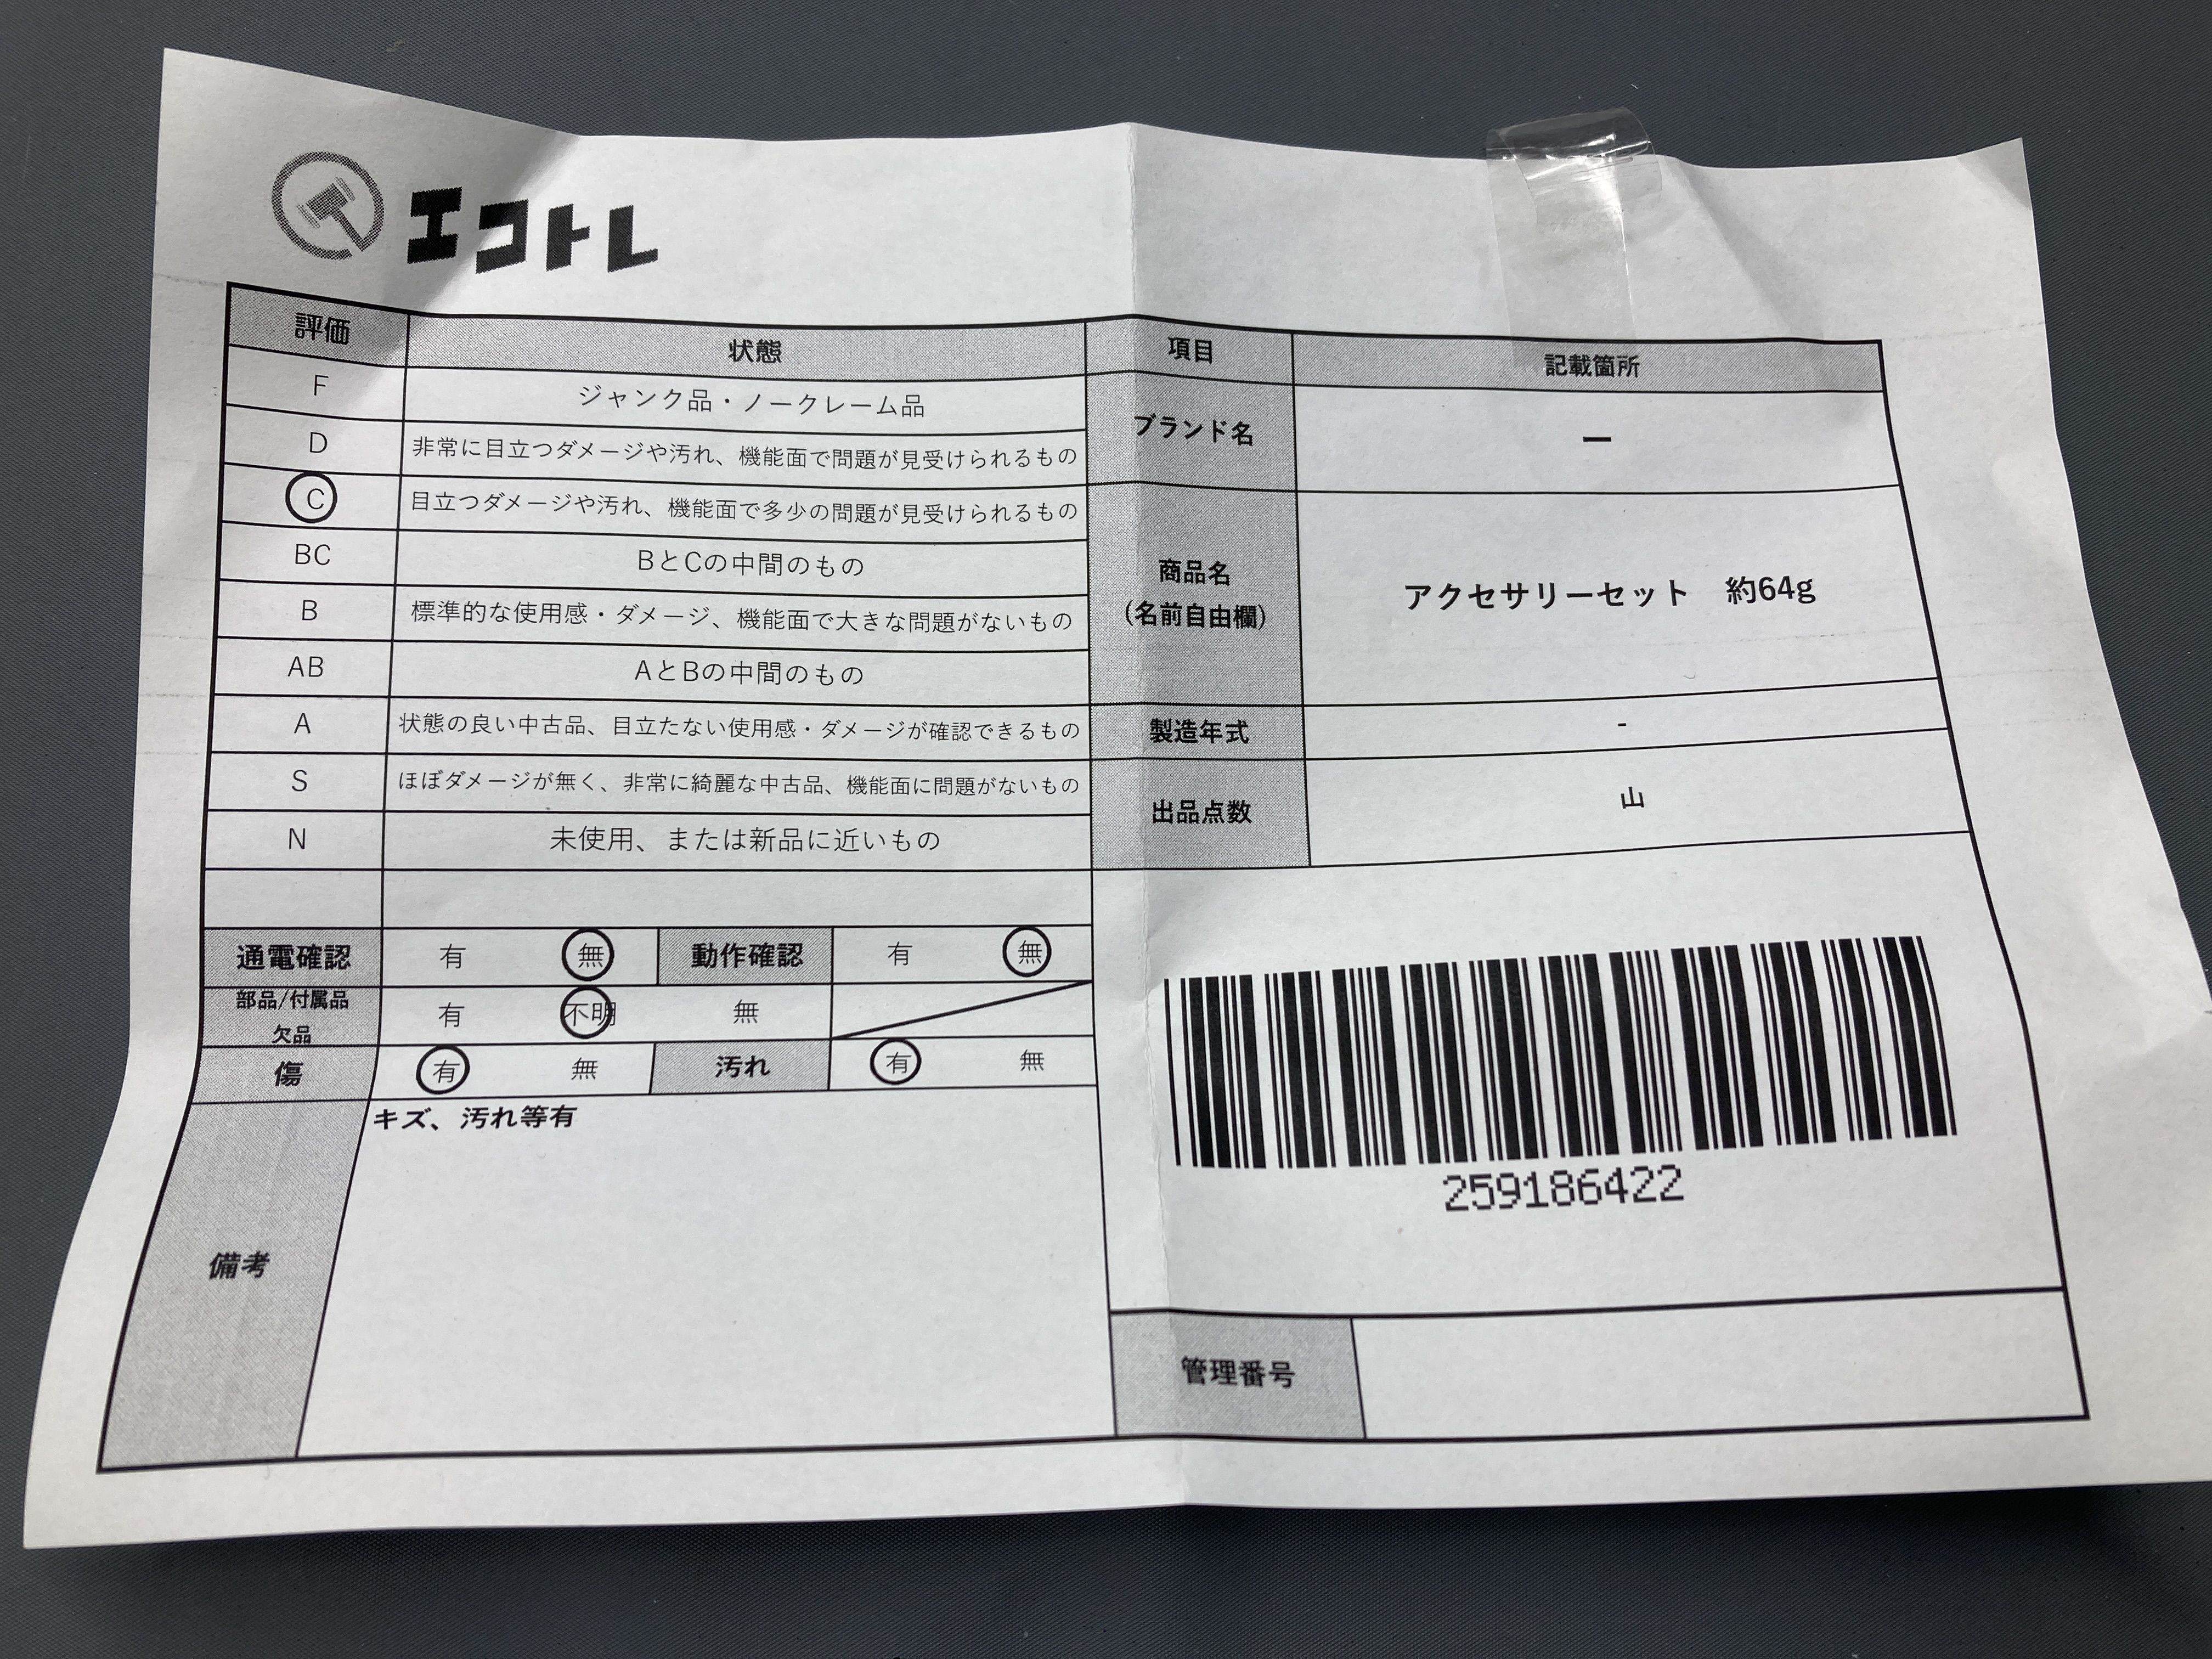 エコトレ
評価 状態
F ジャンク品・ノークレーム品
D 非常に目立つダメージや汚れ、機能面で問題が見受けられるもの
C 目立つダメージや汚れ、機能面で多少の問題が見受けられるもの
BC BとCの中間のもの
B 標準的な使用感・ダメージ、機能面で大きな問題がないもの
AB AとBの中間のもの
A 状態の良い中古品、目立たない使用感・ダメージが確認できるもの
S ほぼダメージが無く、非常に綺麗な中古品、機能面に問題がないもの
N 未使用、または新品に近いもの
通電確認 有 無 動作確認 有 無
部品/付属品
欠品 有 不明 無
傷 有 無 汚れ 有 無
備考 キズ、汚れ等有
項目 記載箇所
ブランド名 ー
商品名
(名前自由欄) アクセサリーセット 約64g
製造年式 -
出品点数 山
259186422
管理番号